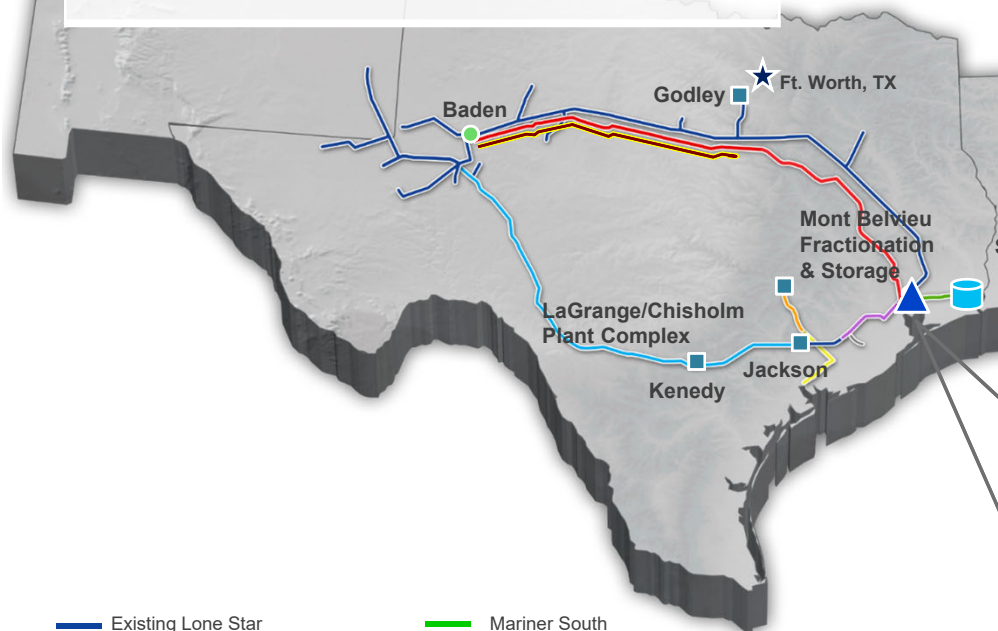 Baden
Godley
Ft. Worth, TX
Mont Belvieu
Fractionation
& Storage
LaGrange/Chisholm
Plant Complex
Jackson
Kenedy
Existing Lone Star
Mariner South